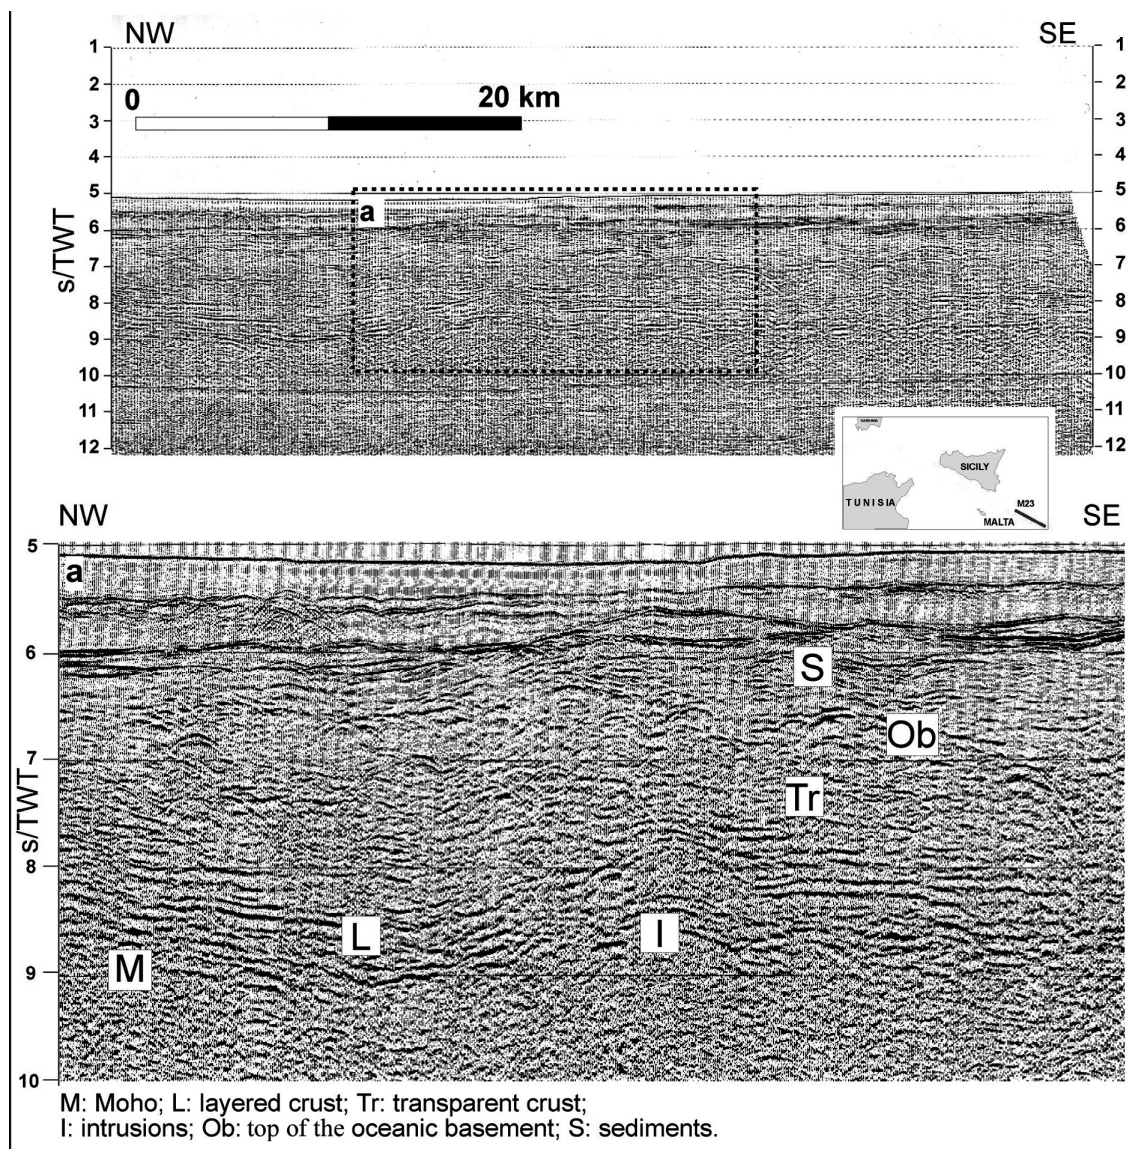 NW SE
1 1
2 2
0 20 km
3 3
4 4
5 5
a
6 6
s/TWT
7 7
8 8
9 9
10 10
11 11
12 12
SICILY
TUNISIA
M23
MALTA
NW SE
5
a
6
S
Ob
7
Tr
s/TWT
8
L
I
M
9
10
M: Moho; L: layered crust; Tr: transparent crust;
I: intrusions; Ob: top of the oceanic basement; S: sediments.